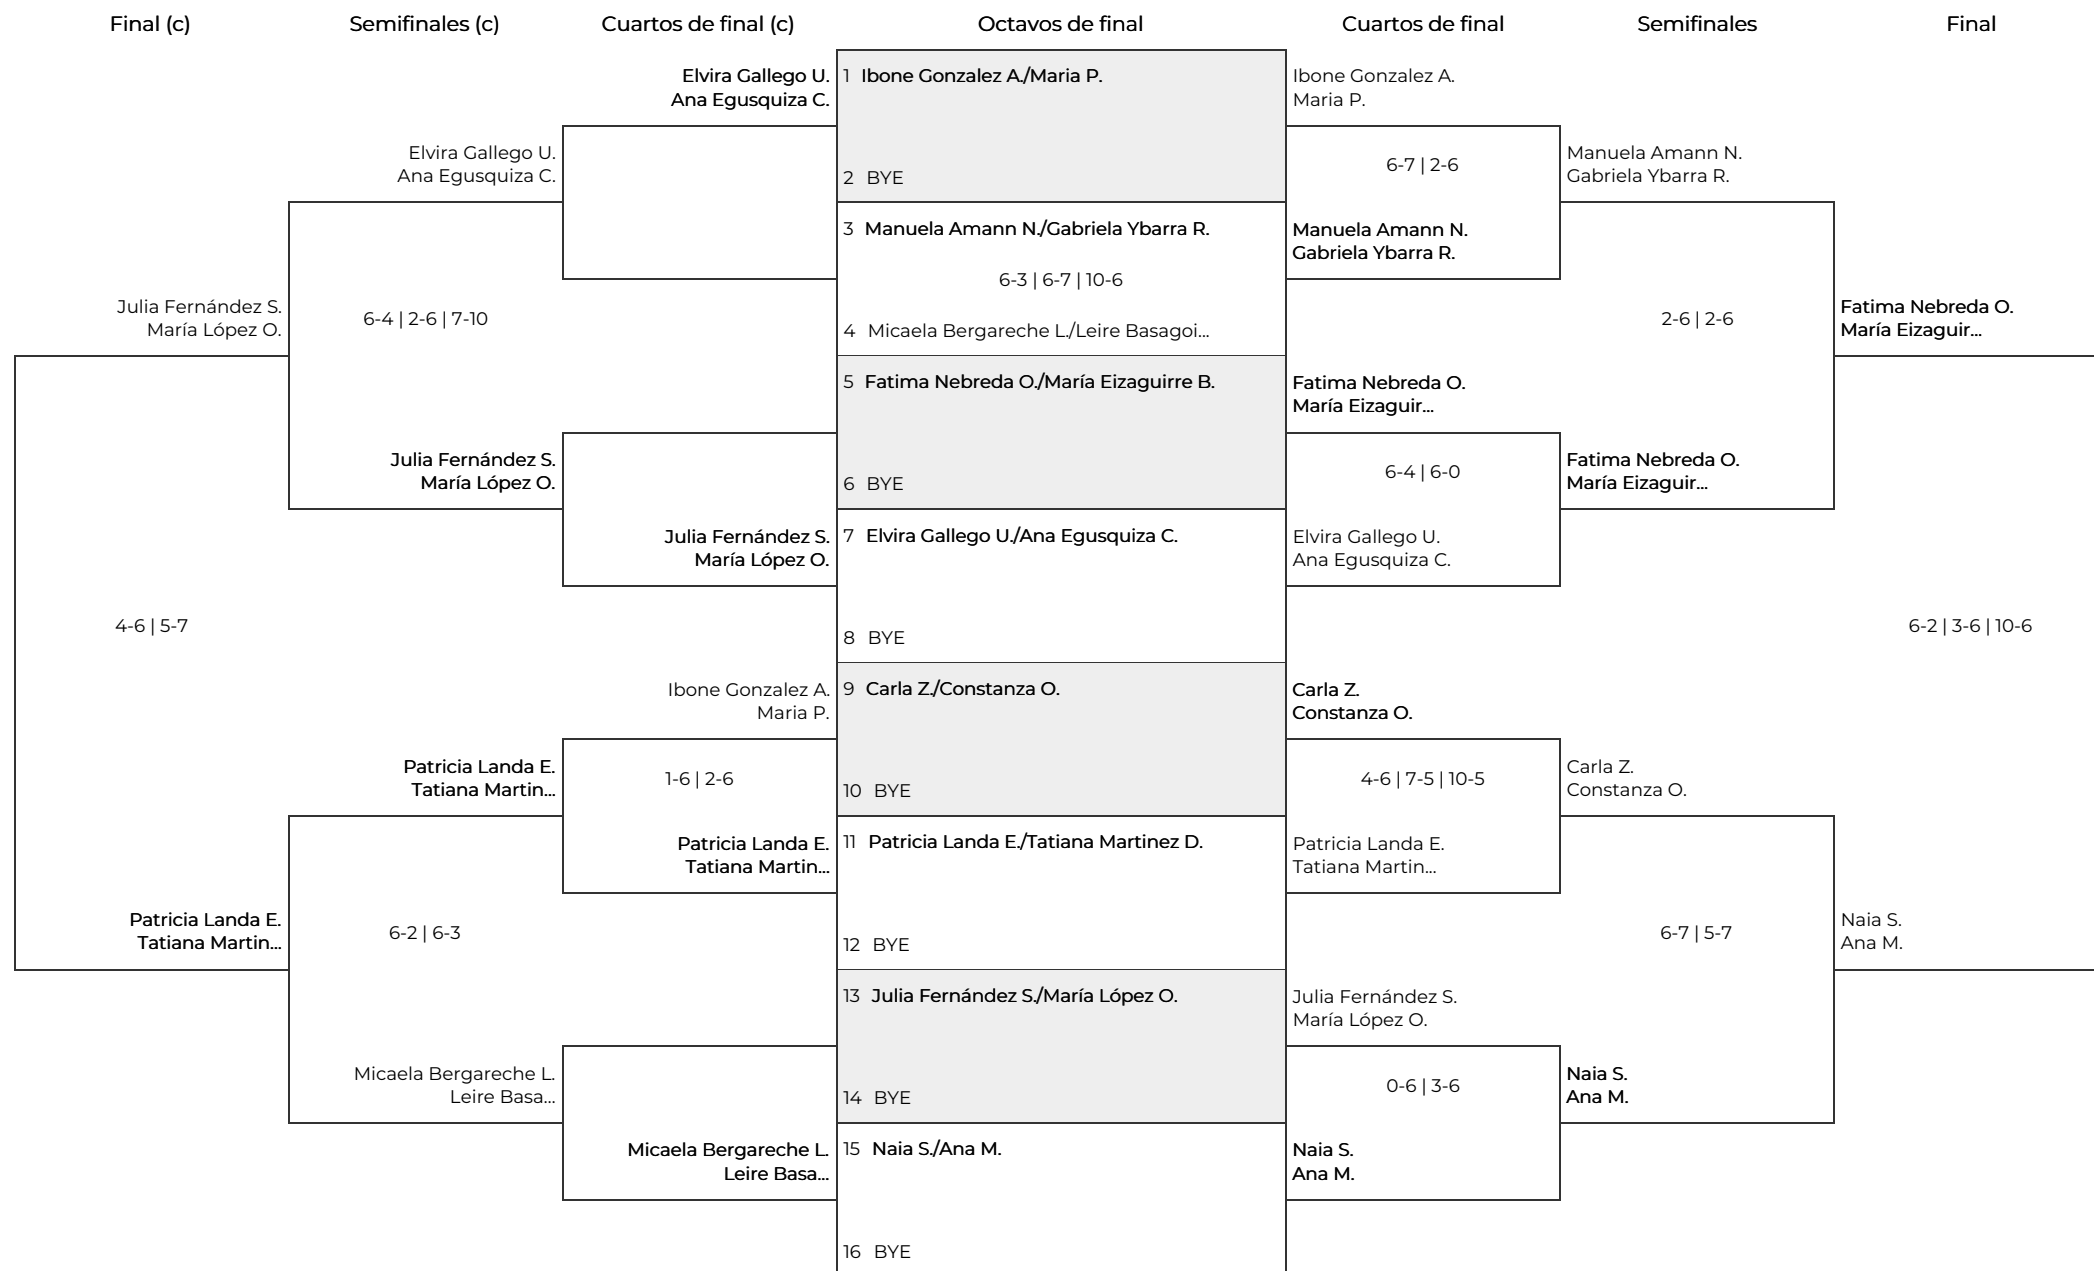 Final (c)
Semifinales (c)
Cuartos de final (c)
Octavos de final
Cuartos de final
Semifinales
Final
Julia Fernández S.
María López O.
4-6 | 5-7
Patricia Landa E.
Tatiana Martin...
Elvira Gallego U.
Ana Egusquiza C.
6-4 | 2-6 | 7-10
Julia Fernández S.
María López O.
Patricia Landa E.
Tatiana Martin...
6-2 | 6-3
Micaela Bergareche L.
Leire Basa...
Elvira Gallego U.
Ana Egusquiza C.
Julia Fernández S.
María López O.
Ibone Gonzalez A.
Maria P.
1-6 | 2-6
Patricia Landa E.
Tatiana Martin...
Micaela Bergareche L.
Leire Basa...
1 Ibone Gonzalez A./Maria P.
2 BYE
3 Manuela Amann N./Gabriela Ybarra R.
6-3 | 6-7 | 10-6
4 Micaela Bergareche L./Leire Basagoi...
5 Fatima Nebreda O./María Eizaguirre B.
6 BYE
7 Elvira Gallego U./Ana Egusquiza C.
8 BYE
9 Carla Z./Constanza O.
10 BYE
11 Patricia Landa E./Tatiana Martinez D.
12 BYE
13 Julia Fernández S./María López O.
14 BYE
15 Naia S./Ana M.
16 BYE
Ibone Gonzalez A.
Maria P.
6-7 | 2-6
Manuela Amann N.
Gabriela Ybarra R.
Fatima Nebreda O.
María Eizaguir...
6-4 | 6-0
Elvira Gallego U.
Ana Egusquiza C.
Carla Z.
Constanza O.
4-6 | 7-5 | 10-5
Patricia Landa E.
Tatiana Martin...
Julia Fernández S.
María López O.
0-6 | 3-6
Naia S.
Ana M.
Manuela Amann N.
Gabriela Ybarra R.
2-6 | 2-6
Fatima Nebreda O.
María Eizaguir...
Carla Z.
Constanza O.
6-7 | 5-7
Naia S.
Ana M.
Fatima Nebreda O.
María Eizaguir...
6-2 | 3-6 | 10-6
Naia S.
Ana M.